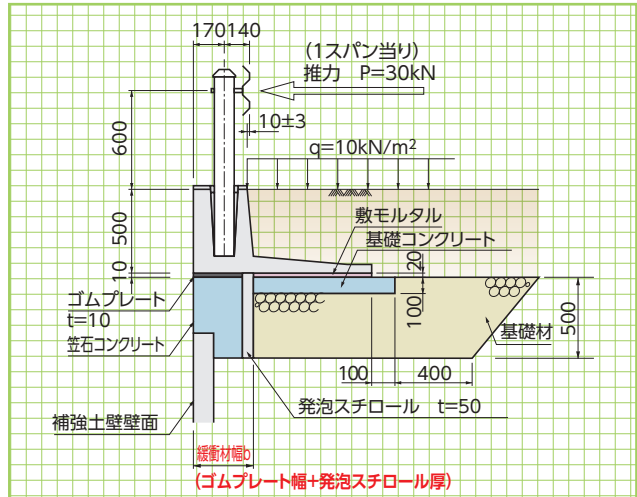 170 140
(1スパン当り)
推力 P=30kN
10±3
600
q=10kN/m²
敷モルタル
基礎コンクリート
500
10
20
ゴムプレート
t=10
100
笠石コンクリート
基礎材
500
100 400
発泡スチロール t=50
補強土壁壁面
緩衝材幅b
(ゴムプレート幅+発泡スチロール厚)